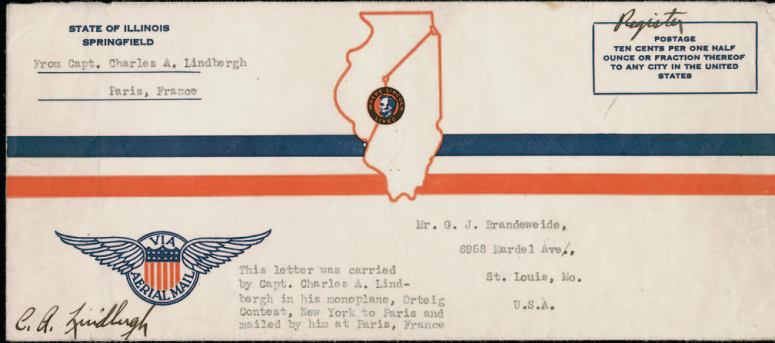 STATE OF ILLINOIS
SPRINGFIELD
From Capt. Charles A. Lindbergh
Paris, France
Register
POSTAGE
TEN CENTS PER ONE HALF
OUNCE OR FRACTION THEREOF
TO ANY CITY IN THE UNITED
STATES
WHERE LINCOLN
LIVED
Mr. G. J. Brandeweide,
6958 Mardel Ave/.,
St. Louis, Mo.
U.S.A.
VIA
AERIAL MAIL
This letter was carried
by Capt. Charles A. Lind-
bergh in his monoplane, Orteig
Contest, New York to Paris and
mailed by him at Paris, France
C. A. Lindbergh